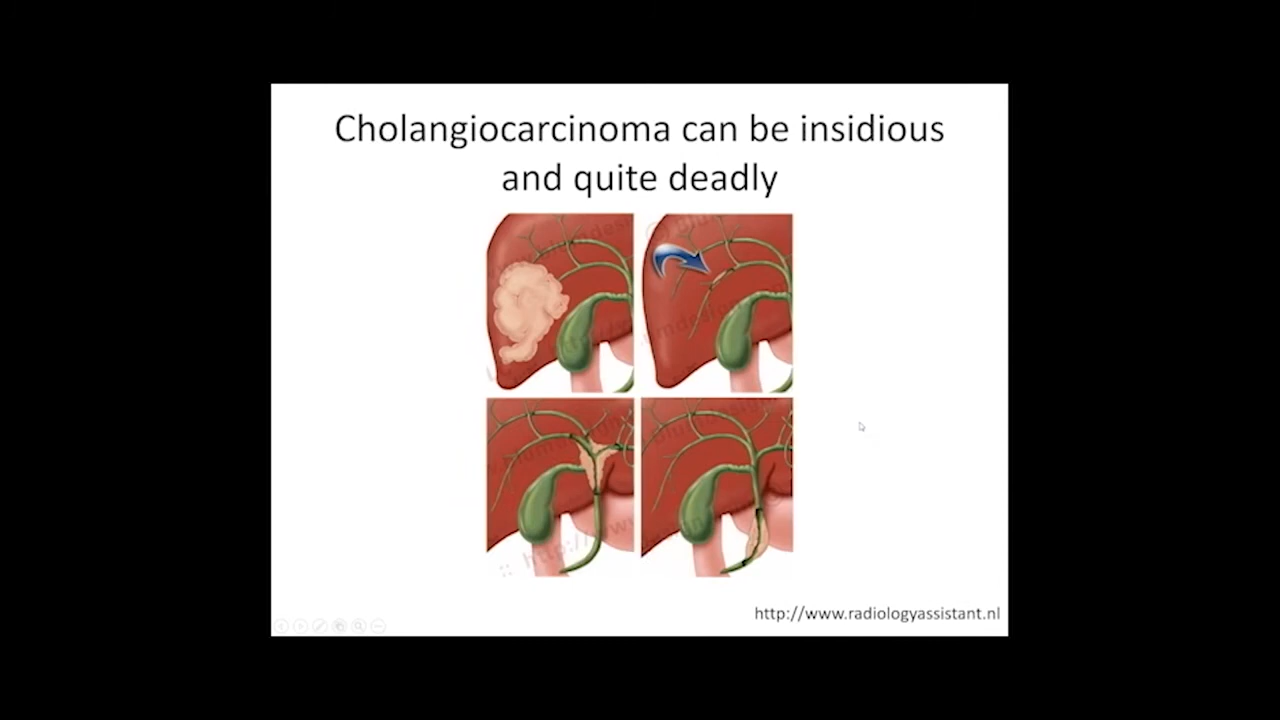 Cholangiocarcinoma can be insidious
and quite deadly
http://www.radiologyassistant.nl